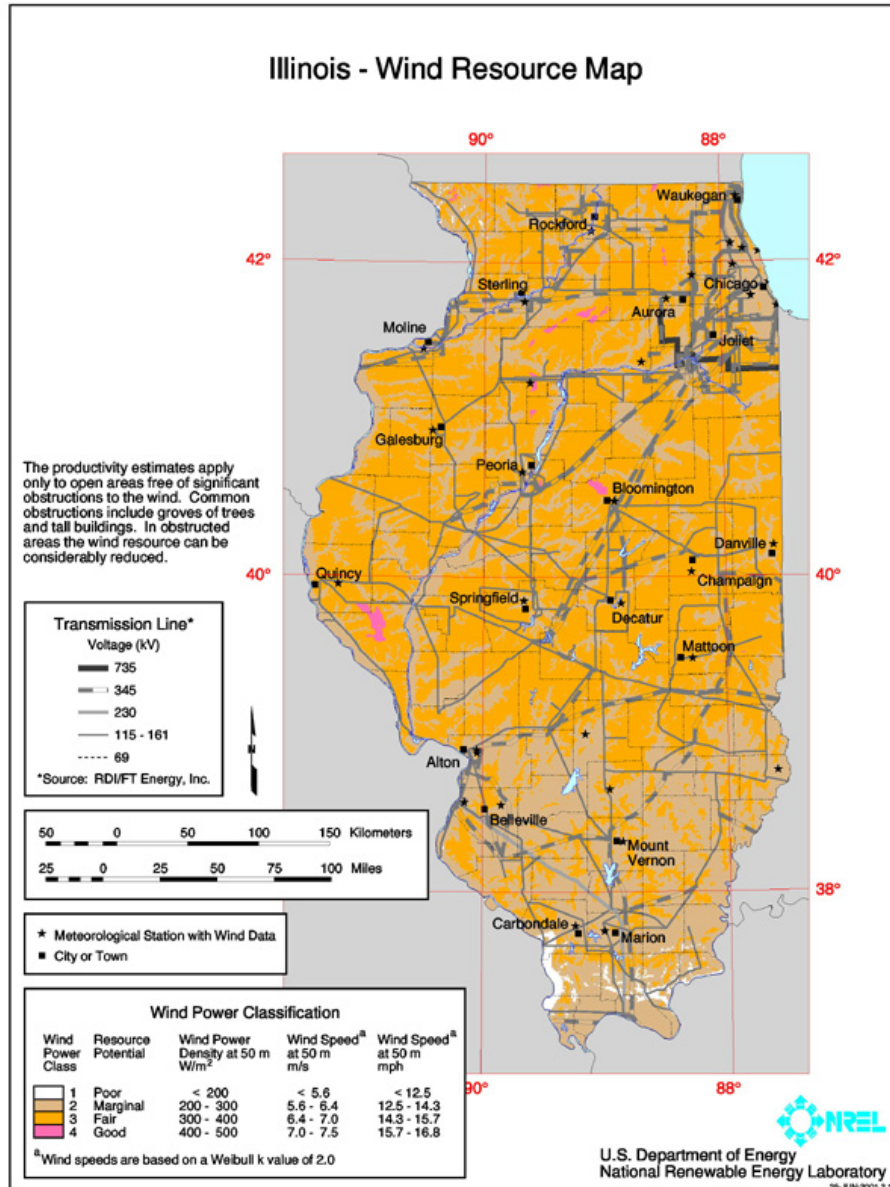 Illinois - Wind Resource Map
90°
88°
Waukegan
Rockford
42°
42°
Sterling
Chicago
Aurora
Moline
Joliet
Galesburg
Peoria
The productivity estimates apply
only to open areas free of significant
obstructions to the wind. Common
obstructions include groves of trees
and tall buildings. In obstructed
areas the wind resource can be
considerably reduced.
Bloomington
Danville
40°
Quincy
40°
Champaign
Springfield
Decatur
Mattoon
Transmission Line*
Voltage (kV)
735
345
230
115 - 161
69
*Source: RDI/FT Energy, Inc.
N
Alton
Belleville
Mount
Vernon
50 0 50 100 150 Kilometers
25 0 25 50 75 100 Miles
38°
38°
Carbondale
Marion
Meteorological Station with Wind Data
City or Town
Wind Power Classification
Wind Power Class Resource Potential Wind Power Density at 50 m W/m² Wind Speedᵃ at 50 m m/s Wind Speedᵃ at 50 m mph
1 Poor < 200 < 5.6 < 12.5
2 Marginal 200 - 300 5.6 - 6.4 12.5 - 14.3
3 Fair 300 - 400 6.4 - 7.0 14.3 - 15.7
4 Good 400 - 500 7.0 - 7.5 15.7 - 16.8
ᵃWind speeds are based on a Weibull k value of 2.0
90°
88°
NREL
U.S. Department of Energy
National Renewable Energy Laboratory